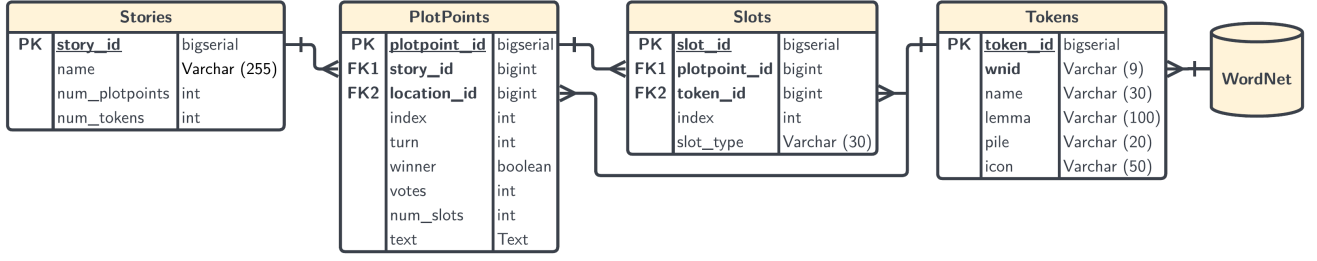 Stories
PK story_id bigserial
name Varchar (255)
num_plotpoints int
num_tokens int
PlotPoints
PK plotpoint_id bigserial
FK1 story_id bigint
FK2 location_id bigint
index int
turn int
winner boolean
votes int
num_slots int
text Text
Slots
PK slot_id bigserial
FK1 plotpoint_id bigint
FK2 token_id bigint
index int
slot_type Varchar (30)
Tokens
PK token_id bigserial
wnid Varchar (9)
name Varchar (30)
lemma Varchar (100)
pile Varchar (20)
icon Varchar (50)
WordNet